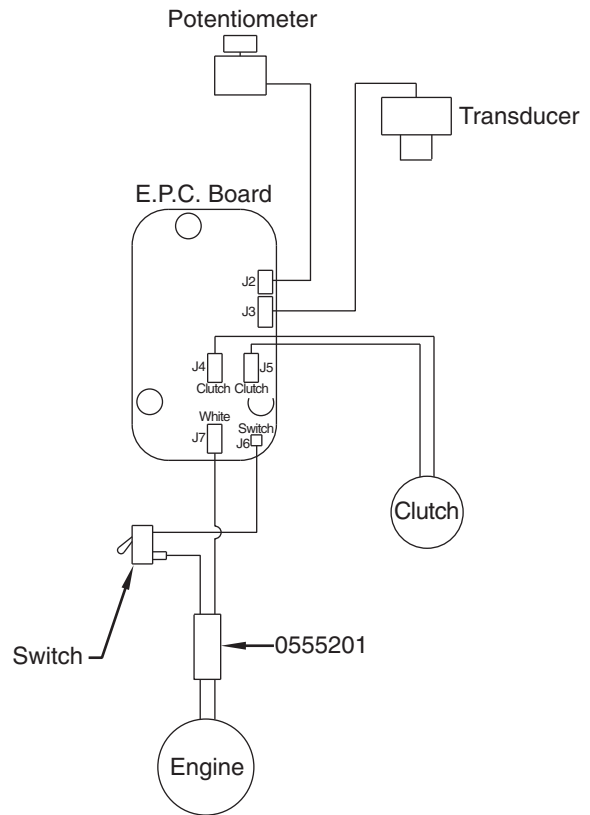 Potentiometer
Transducer
E.P.C. Board
J2
J3
J4
J5
Clutch Clutch
White
Switch
J7
J6
Clutch
Switch
0555201
Engine